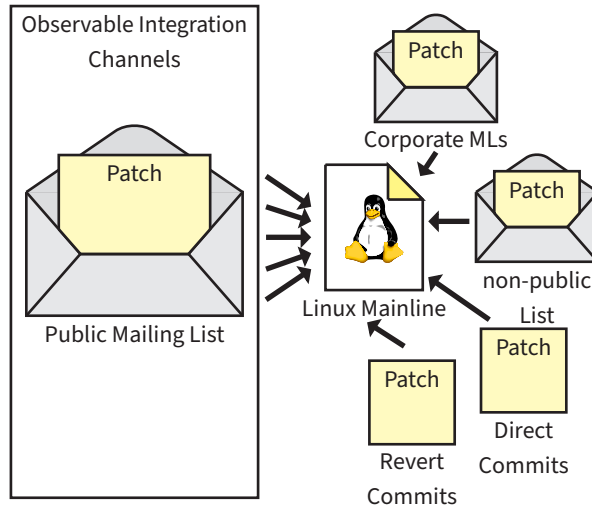 Observable Integration
Channels
Patch
Public Mailing List
Patch
Corporate MLs
Linux Mainline
Patch
non-public
List
Patch
Revert
Commits
Patch
Direct
Commits